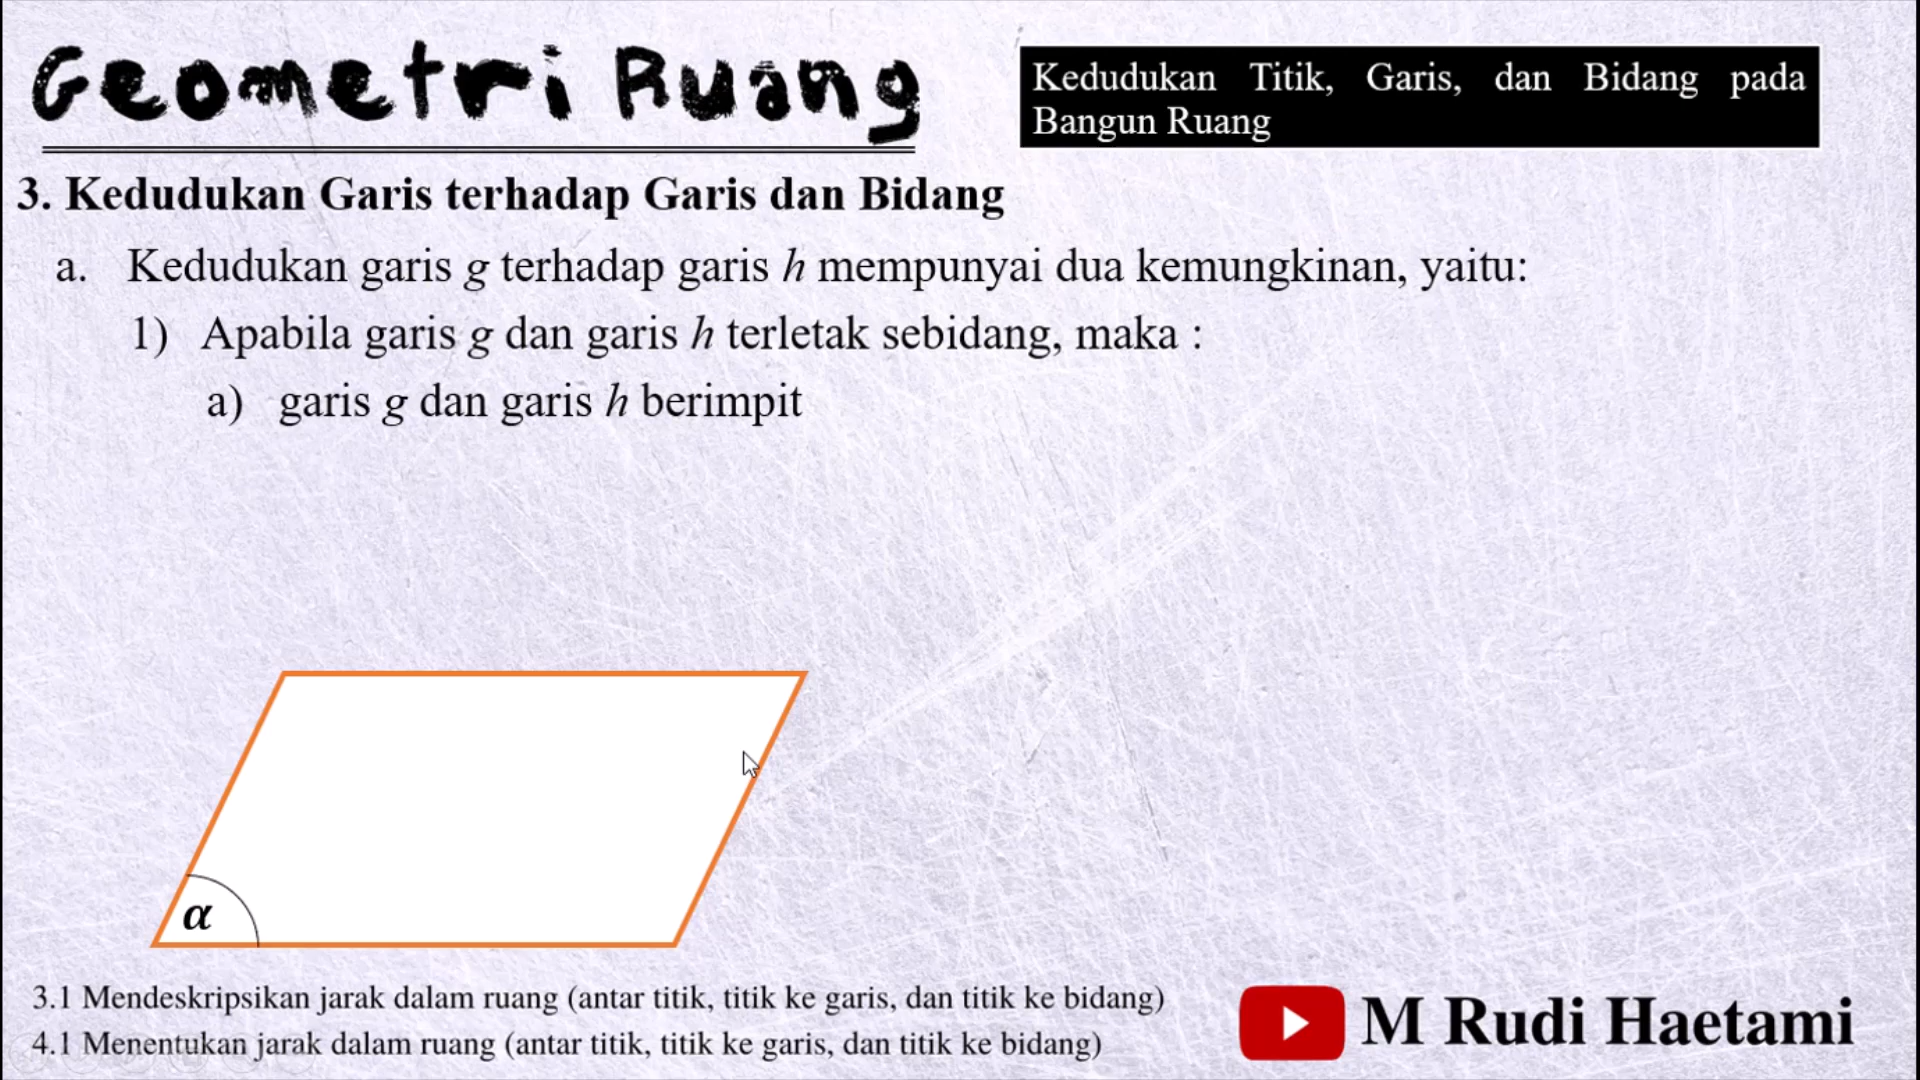 Geometri Ruang
Kedudukan Titik, Garis, dan Bidang pada
Bangun Ruang
3. Kedudukan Garis terhadap Garis dan Bidang
a. Kedudukan garis g terhadap garis h mempunyai dua kemungkinan, yaitu:
1) Apabila garis g dan garis h terletak sebidang, maka :
a) garis g dan garis h berimpit
α
3.1 Mendeskripsikan jarak dalam ruang (antar titik, titik ke garis, dan titik ke bidang)
4.1 Menentukan jarak dalam ruang (antar titik, titik ke garis, dan titik ke bidang)
M Rudi Haetami